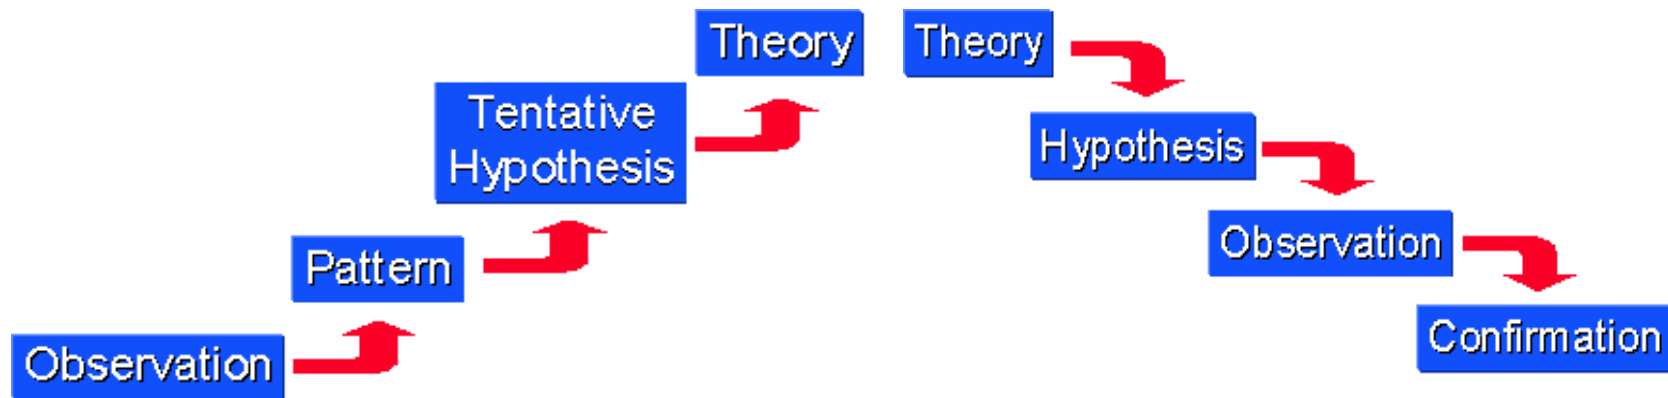 Observation
Pattern
Tentative
Hypothesis
Theory
Theory
Hypothesis
Observation
Confirmation